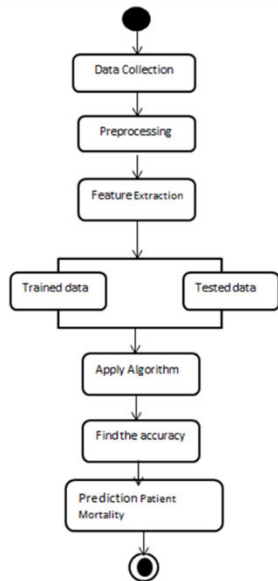 Data Collection
Preprocessing
Feature Extraction
Trained data
Tested data
Apply Algorithm
Find the accuracy
Prediction Patient
Mortality